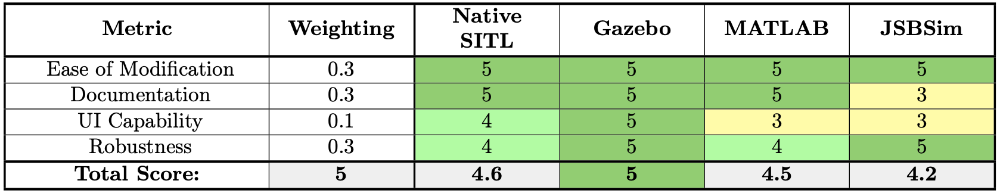 Metric Weighting Native SITL Gazebo MATLAB JSBSim
Ease of Modification 0.3 5 5 5 5
Documentation 0.3 5 5 5 3
UI Capability 0.1 4 5 3 3
Robustness 0.3 4 5 4 5
Total Score: 5 4.6 5 4.5 4.2